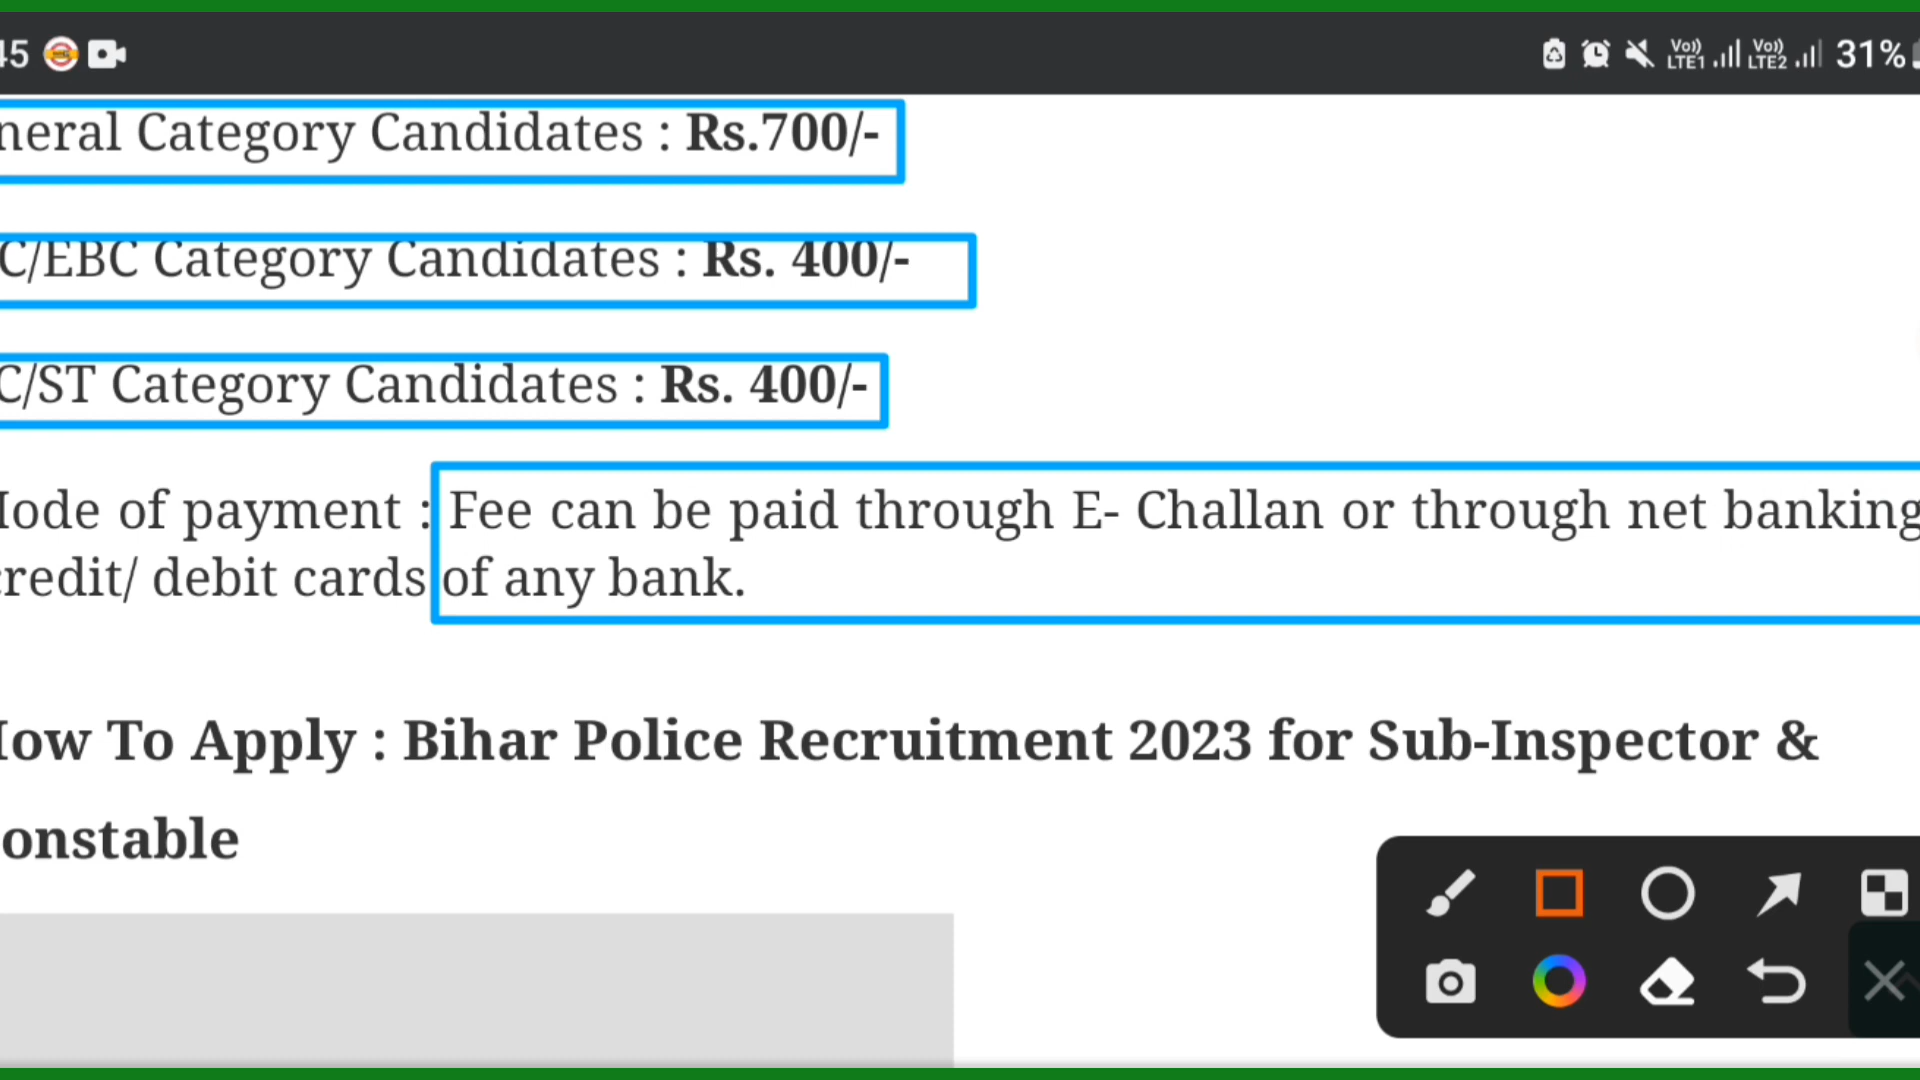 45
Vo)) LTE1 Vo)) LTE2 31%
neral Category Candidates : Rs.700/-
C/EBC Category Candidates : Rs. 400/-
C/ST Category Candidates : Rs. 400/-
ode of payment : Fee can be paid through E- Challan or through net banking
redit/ debit cards of any bank.
ow To Apply : Bihar Police Recruitment 2023 for Sub-Inspector &
onstable